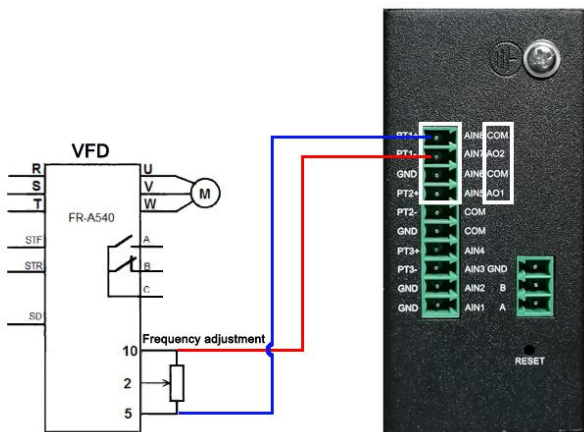 VFD
R
S
T
U
V
W
M
FR-A540
STF
STR
SD
A
B
C
Frequency adjustment
10
2
5
PT1+ AIN8 COM
PT1- AIN7 AO2
GND AIN6 COM
PT2+ AIN5 AO1
PT2- COM
GND COM
PT3+ AIN4
PT3- AIN3 GND
GND AIN2 B
GND AIN1 A
RESET